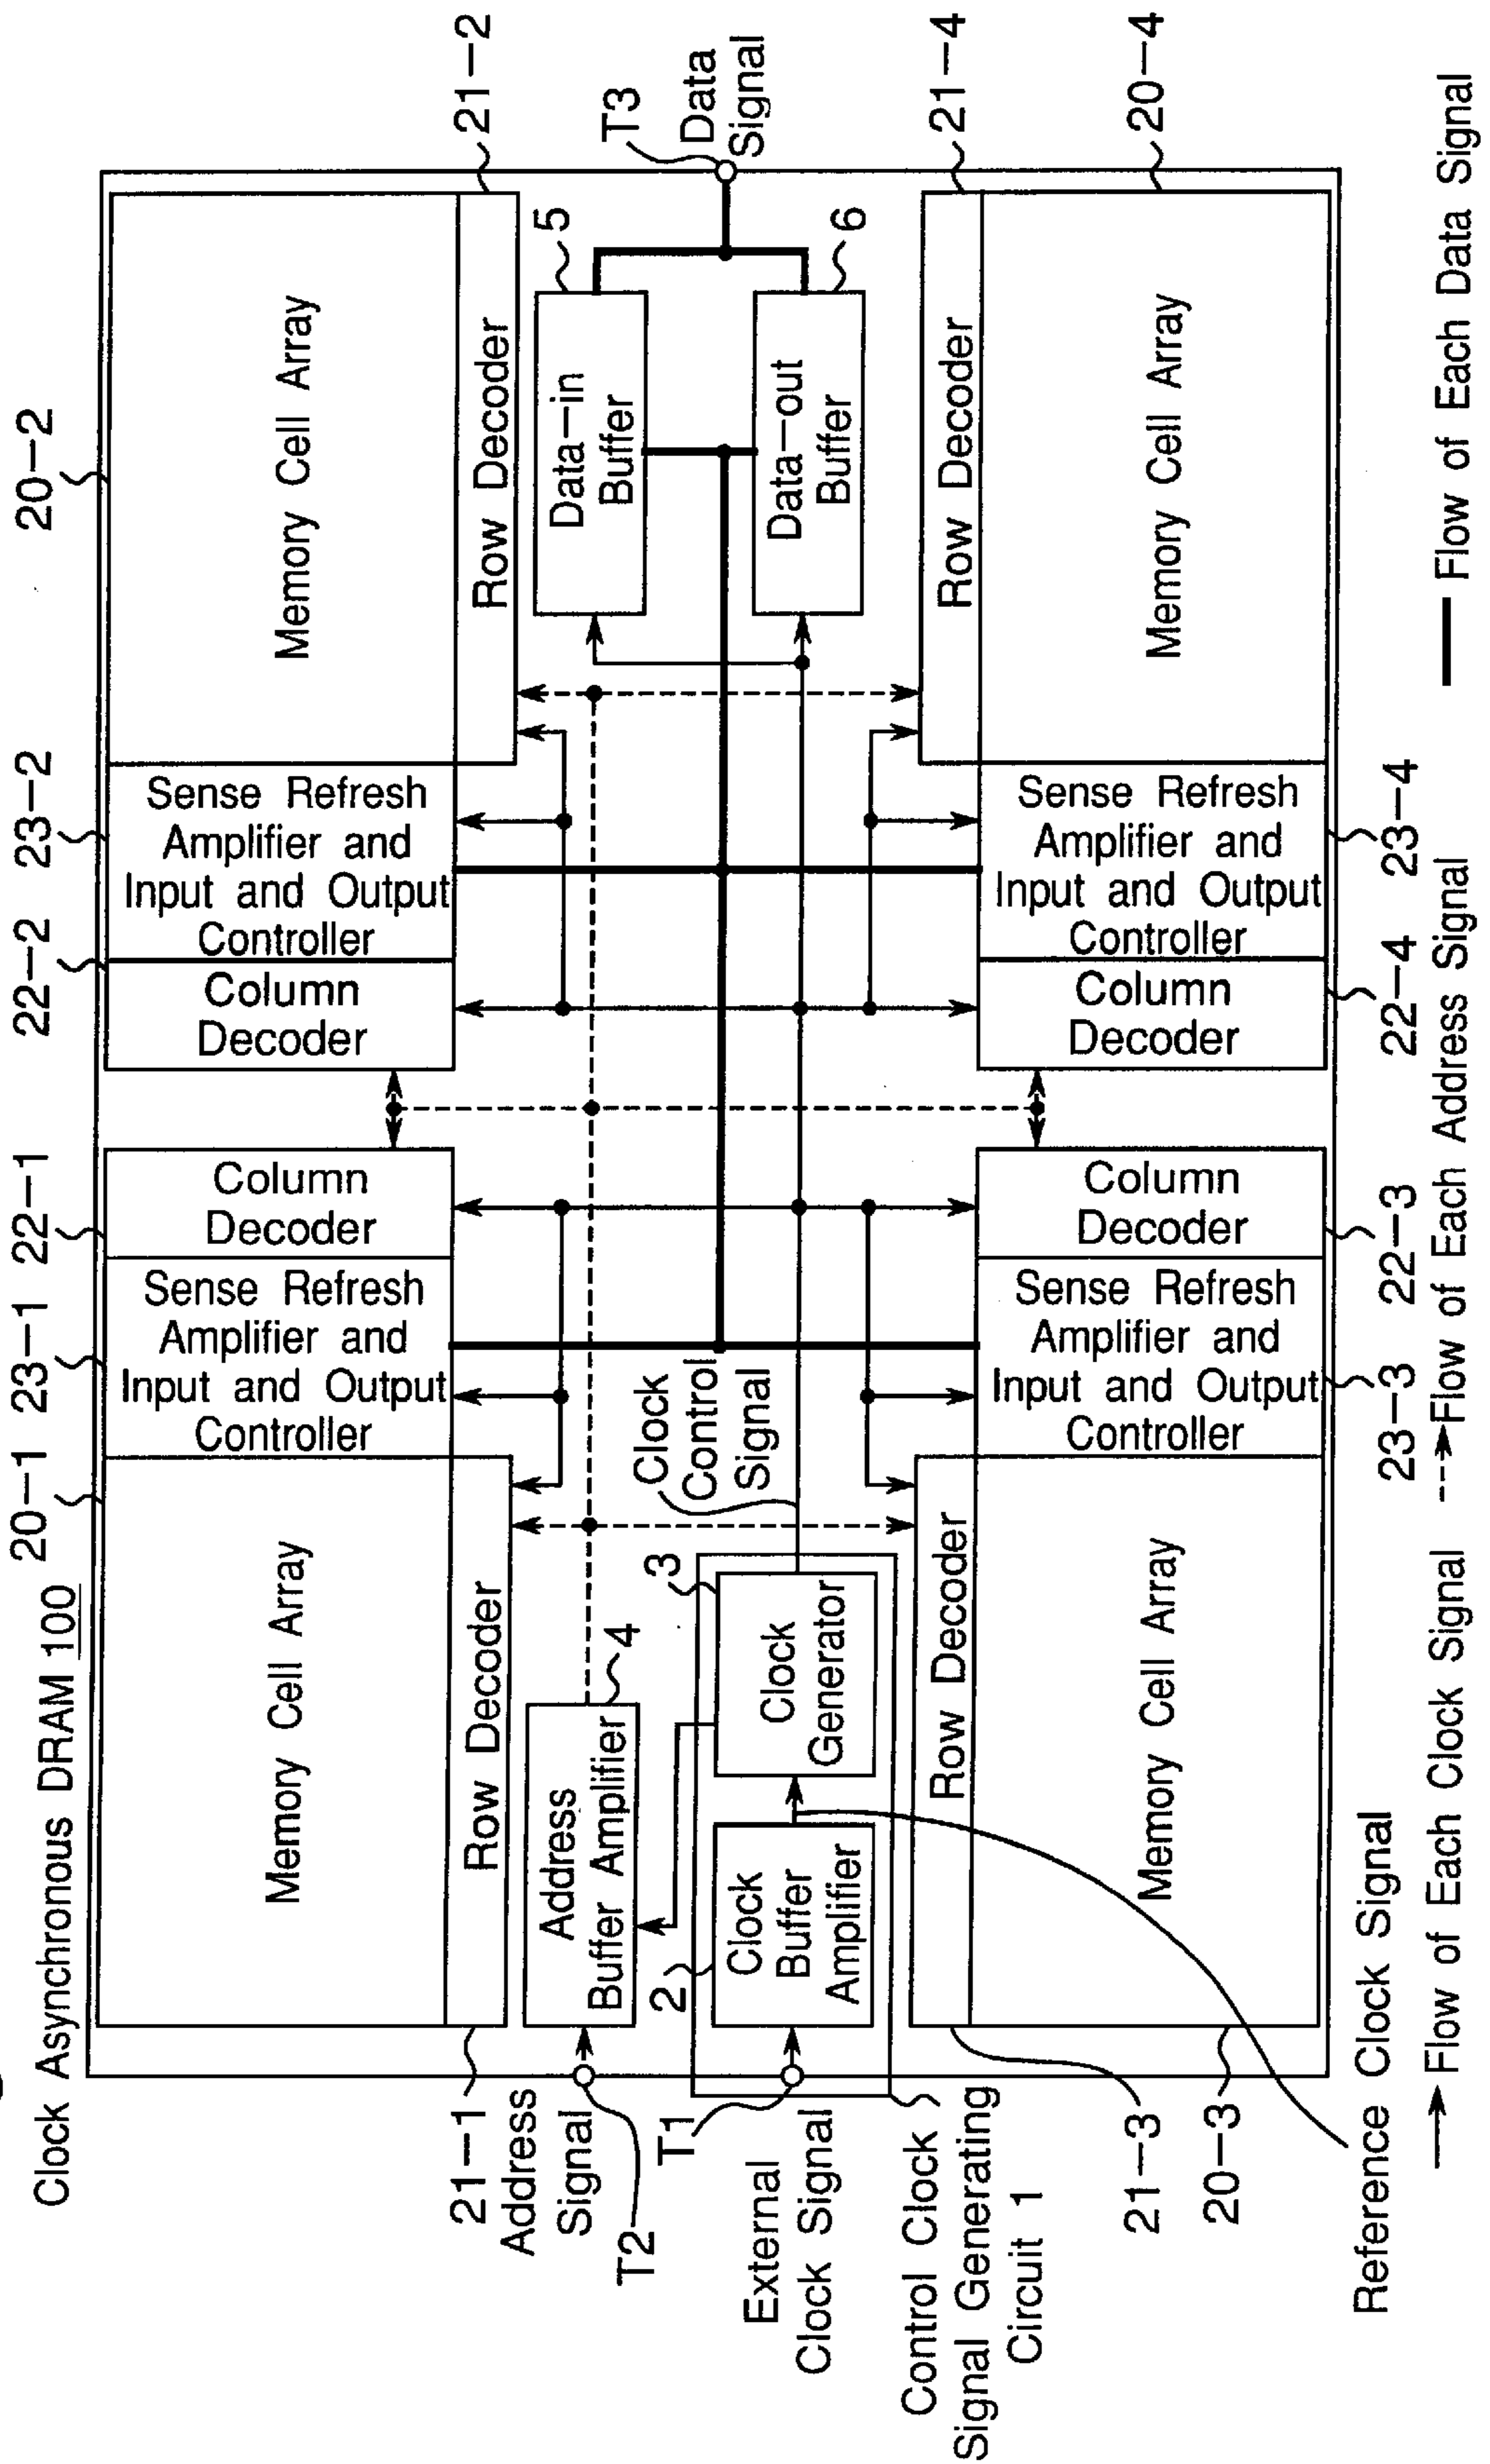 Clock Asynchronous DRAM 100
20-1
23-1
22-1
22-2
23-2
20-2
Memory Cell Array
Sense Refresh
Amplifier and
Input and Output
Controller
Column
Decoder
Column
Decoder
Sense Refresh
Amplifier and
Input and Output
Controller
Memory Cell Array
21-1
Row Decoder
Row Decoder
21-2
Address
Signal
T2
Address
Buffer Amplifier
4
Data-in
Buffer
5
T3
Data
Signal
T1
External
Clock Signal
2
Clock
Buffer
Amplifier
3
Clock
Generator
Clock
Control
Signal
Data-out
Buffer
6
Control Clock
Signal Generating
Circuit 1
21-3
Row Decoder
Row Decoder
21-4
20-3
Memory Cell Array
Sense Refresh
Amplifier and
Input and Output
Controller
Column
Decoder
Column
Decoder
Sense Refresh
Amplifier and
Input and Output
Controller
Memory Cell Array
20-4
Reference Clock Signal
23-3
22-3
22-4
23-4
Flow of Each Clock Signal
Flow of Each Address Signal
Flow of Each Data Signal